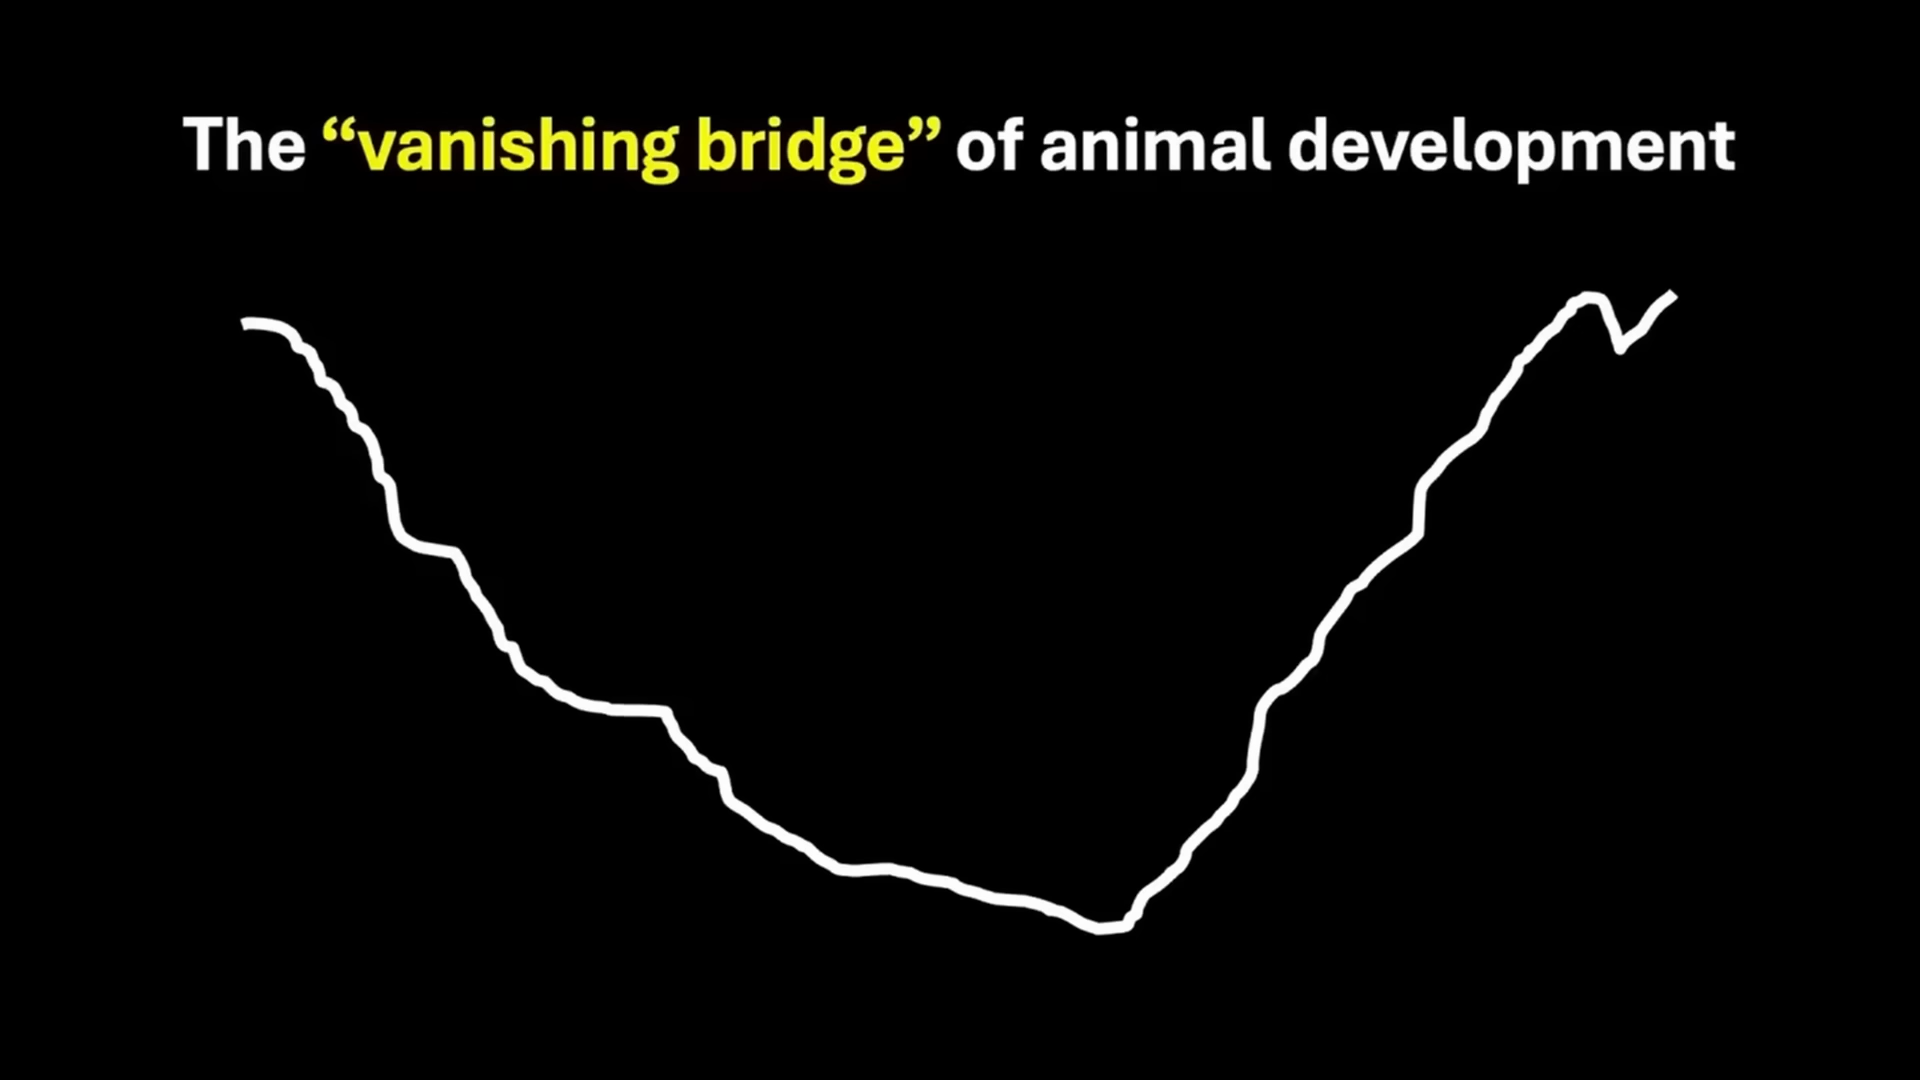 The “vanishing bridge” of animal development